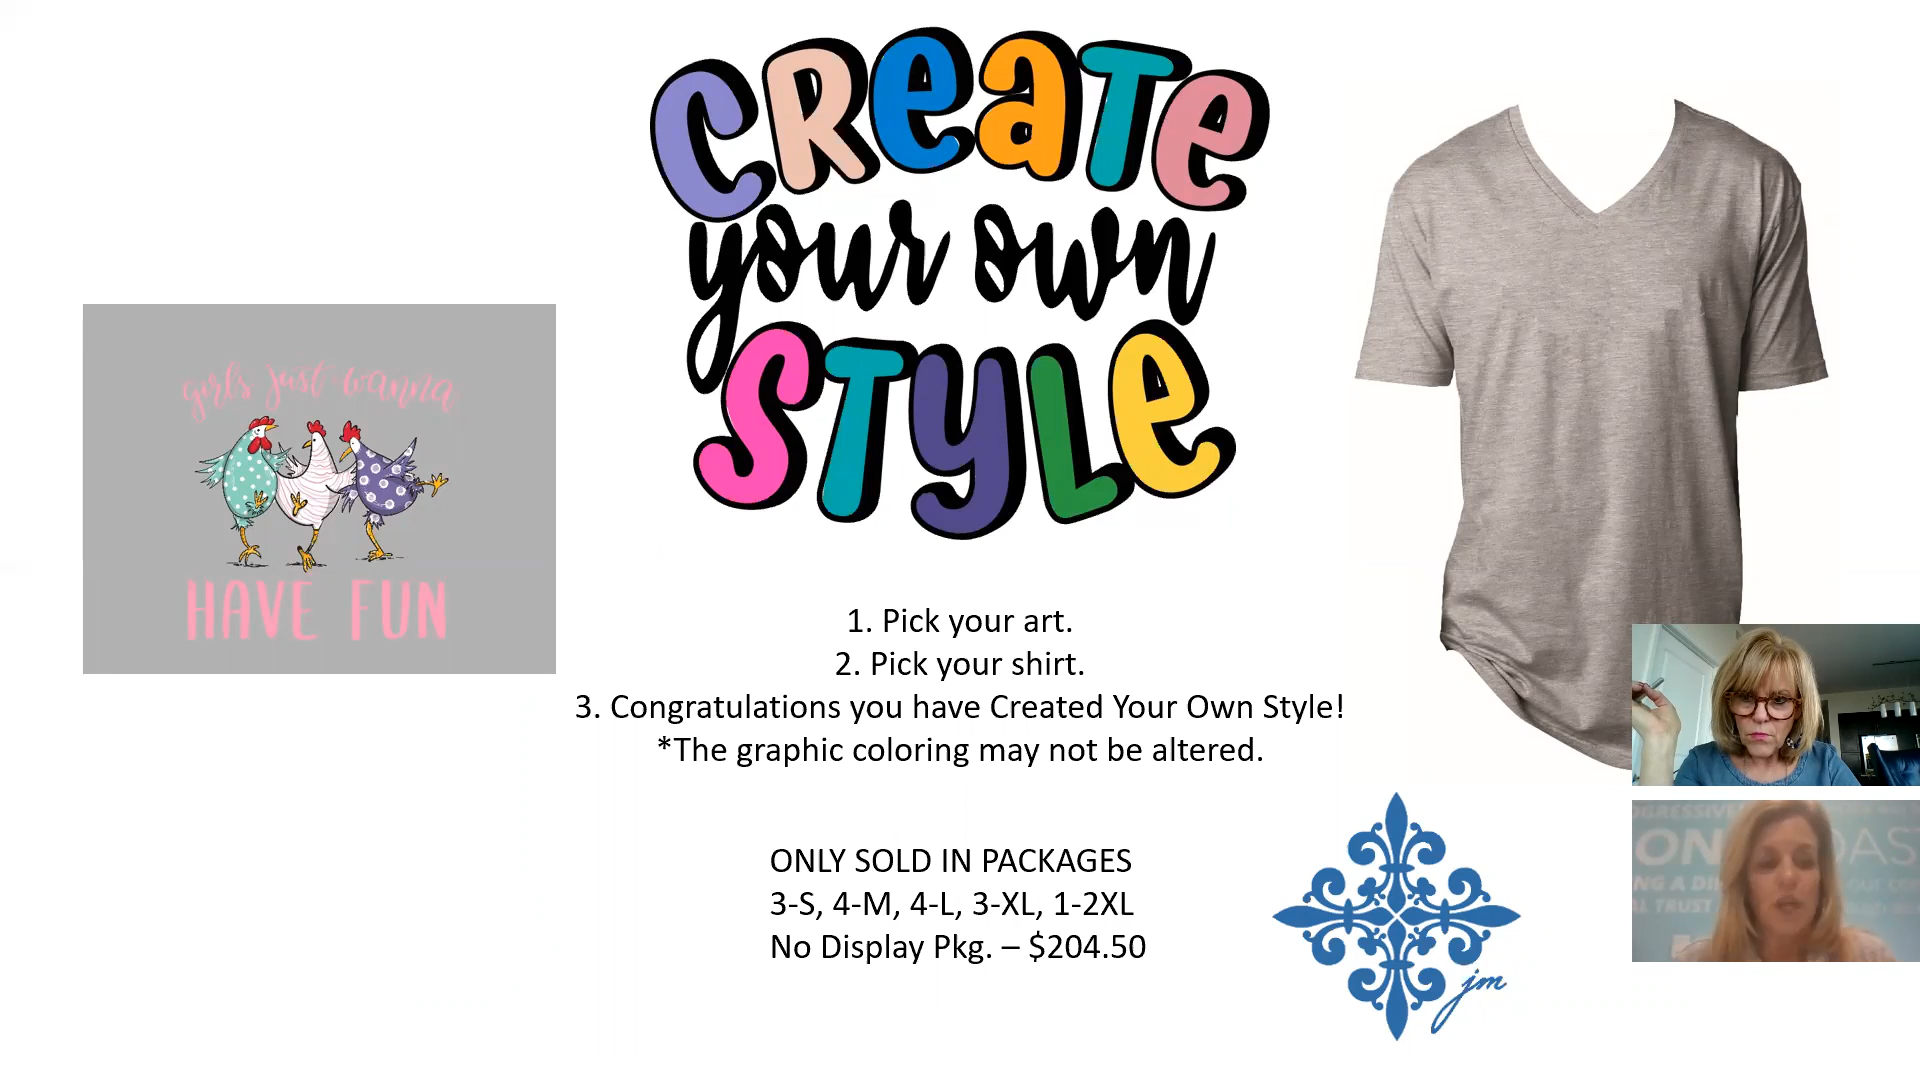 CReaTe
your own
STyLe
girls just wanna
HAVE FUN
1. Pick your art.
2. Pick your shirt.
3. Congratulations you have Created Your Own Style!
*The graphic coloring may not be altered.
ONLY SOLD IN PACKAGES
3-S, 4-M, 4-L, 3-XL, 1-2XL
No Display Pkg. – $204.50
jm